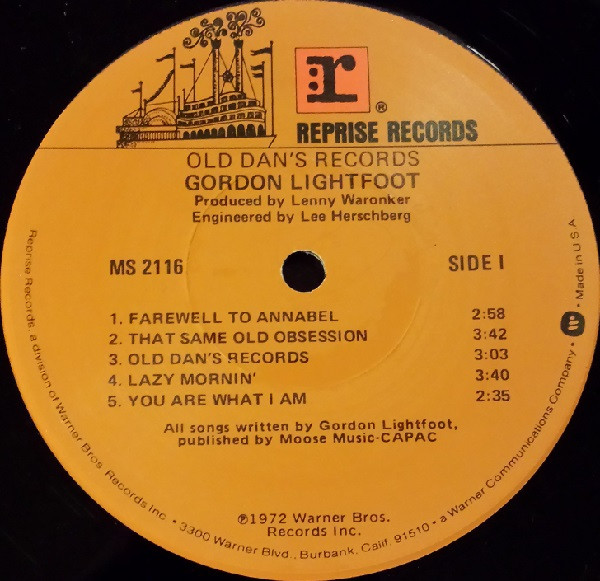 r ®
REPRISE RECORDS
OLD DAN'S RECORDS
GORDON LIGHTFOOT
Produced by Lenny Waronker
Engineered by Lee Herschberg
MS 2116 SIDE I
1. FAREWELL TO ANNABEL 2:58
2. THAT SAME OLD OBSESSION 3:42
3. OLD DAN'S RECORDS 3:03
4. LAZY MORNIN' 3:40
5. YOU ARE WHAT I AM 2:35
All songs written by Gordon Lightfoot,
published by Moose Music-CAPAC
℗1972 Warner Bros.
Records Inc.
Reprise Records, a division of Warner Bros. Records Inc. • 3300 Warner Blvd., Burbank, Calif. 91510 • a Warner Communications Company. • Made in U S A